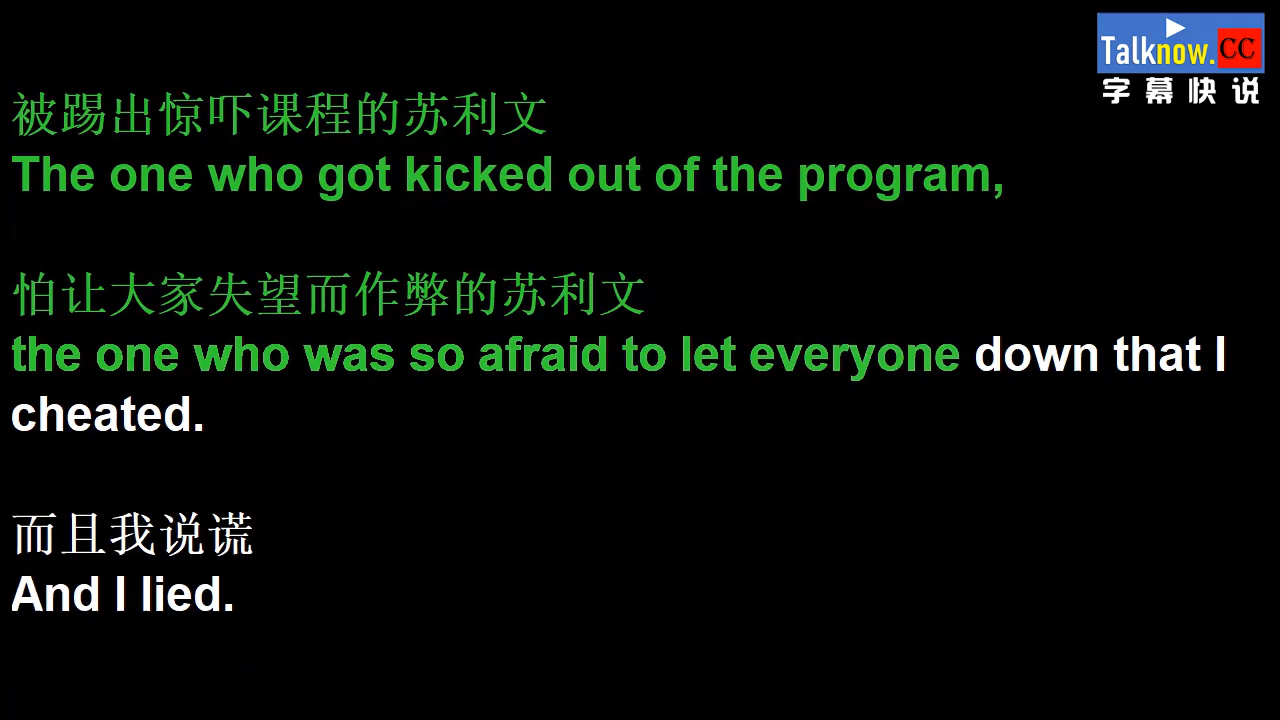 Talknow.CC
字幕快说
被踢出惊吓课程的苏利文
The one who got kicked out of the program,
怕让大家失望而作弊的苏利文
the one who was so afraid to let everyone down that I
cheated.
而且我说谎
And I lied.